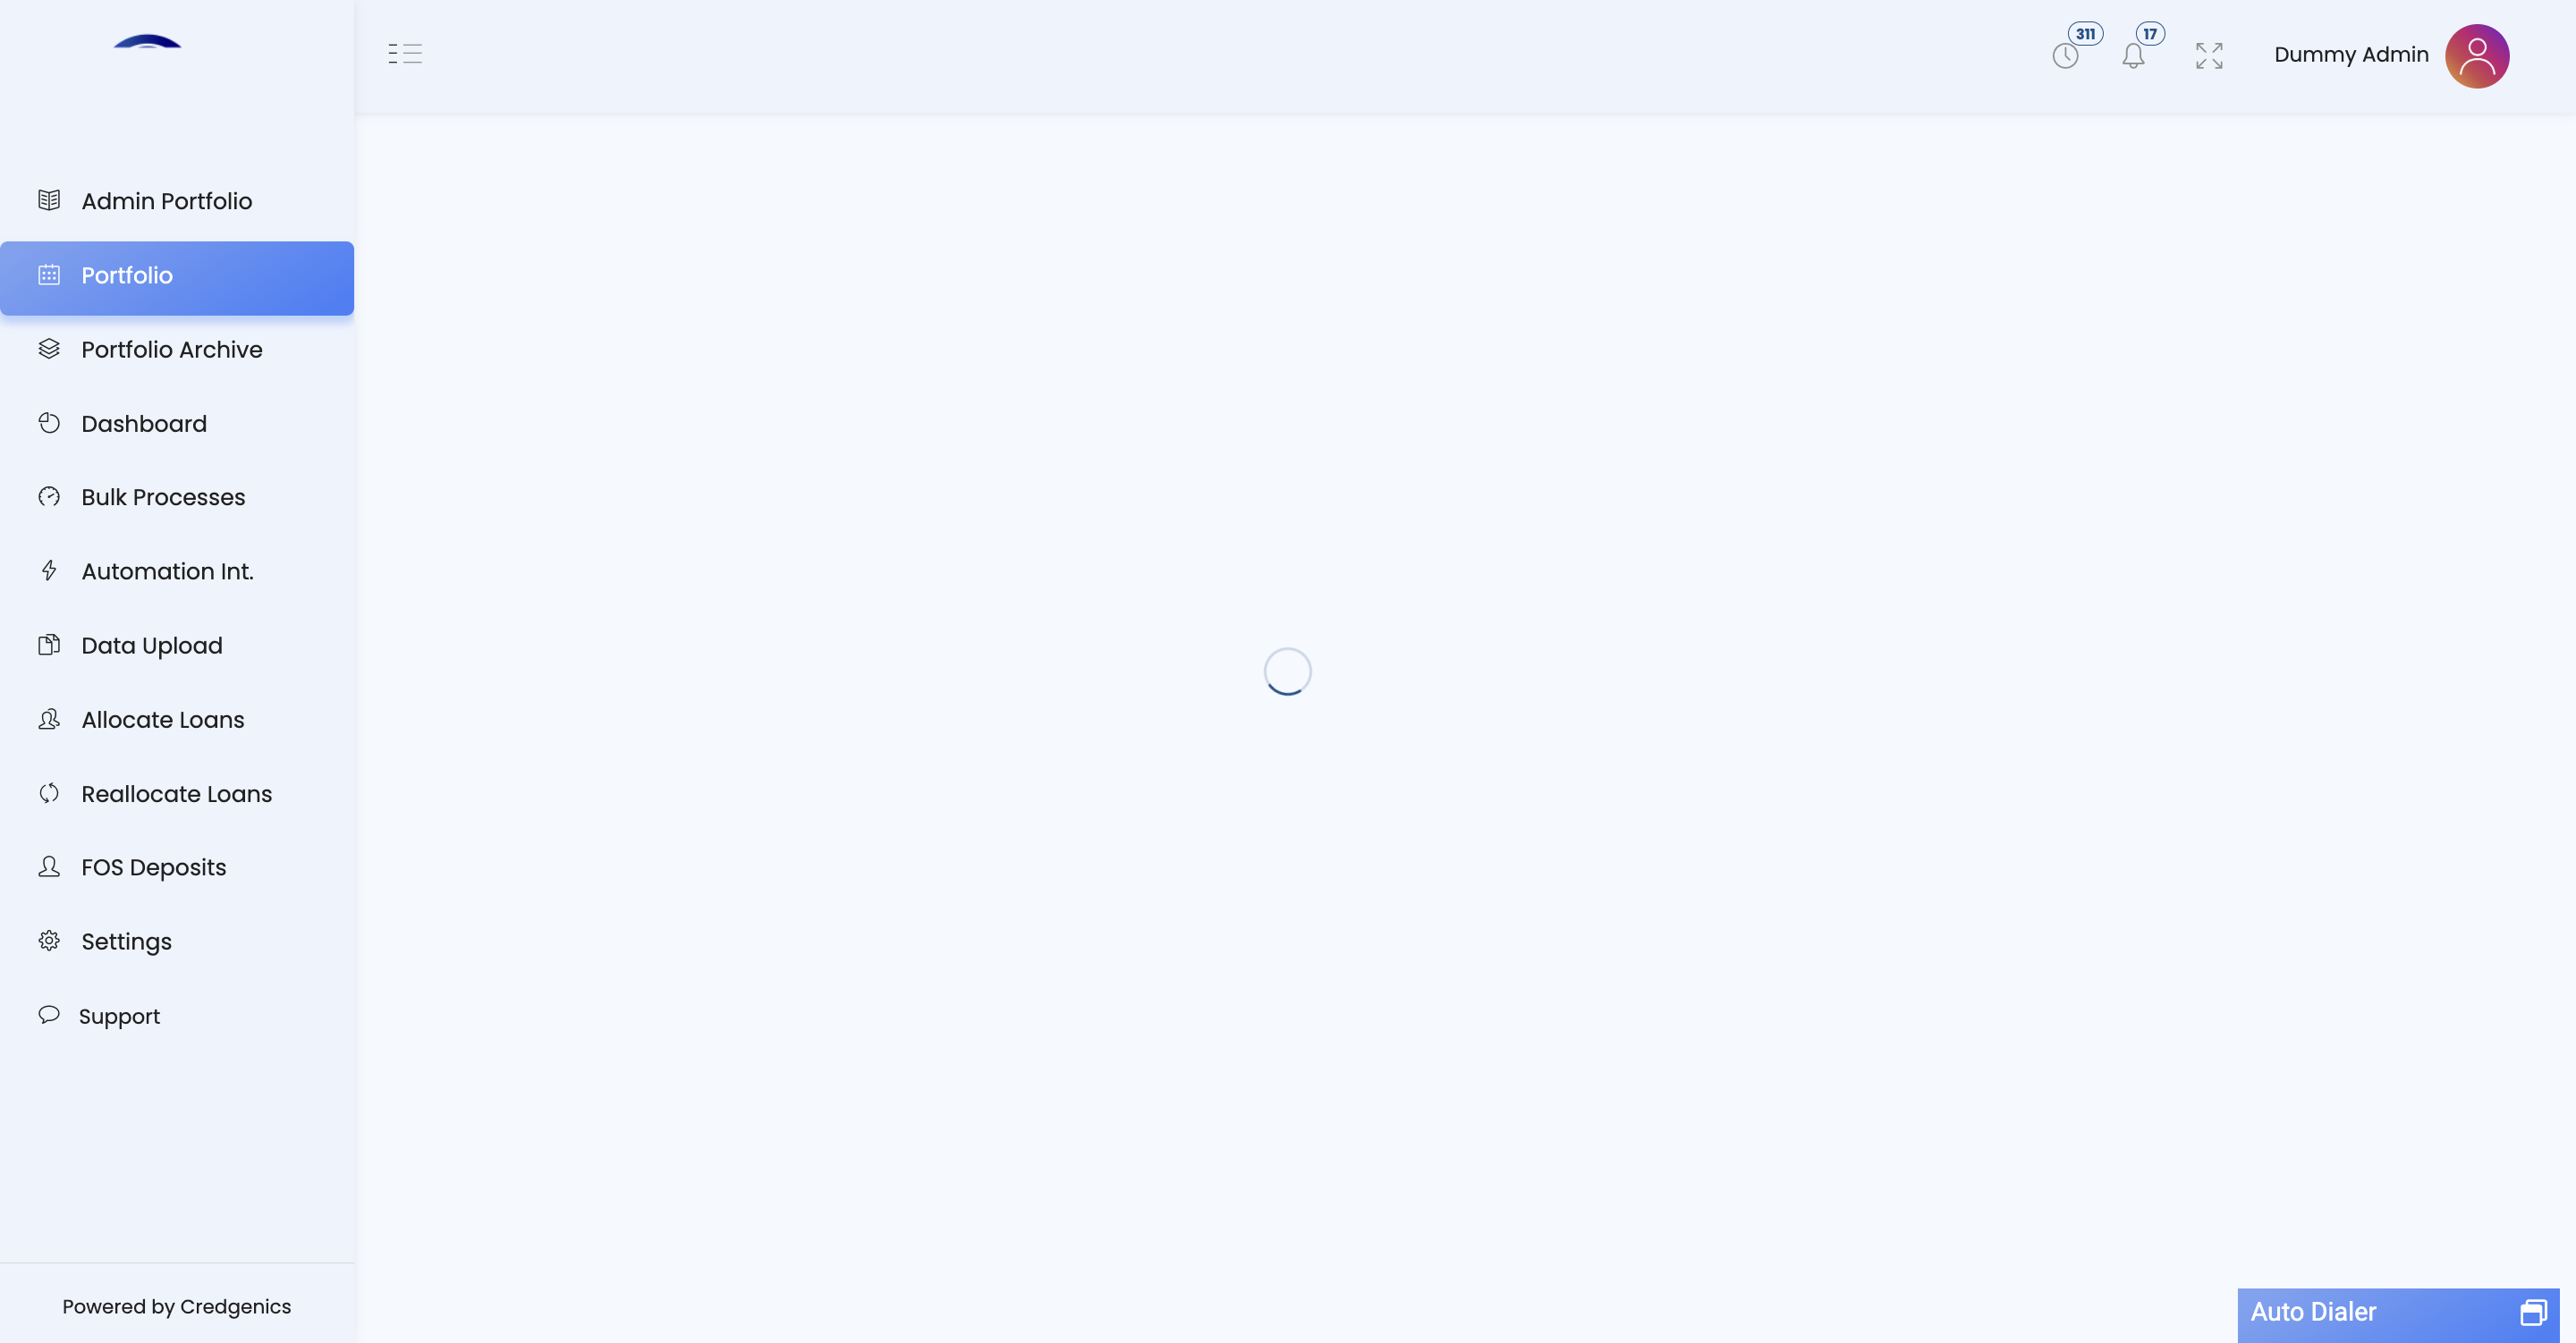 311
17
Dummy Admin
Admin Portfolio
Portfolio
Portfolio Archive
Dashboard
Bulk Processes
Automation Int.
Data Upload
Allocate Loans
Reallocate Loans
FOS Deposits
Settings
Support
Powered by Credgenics
Auto Dialer